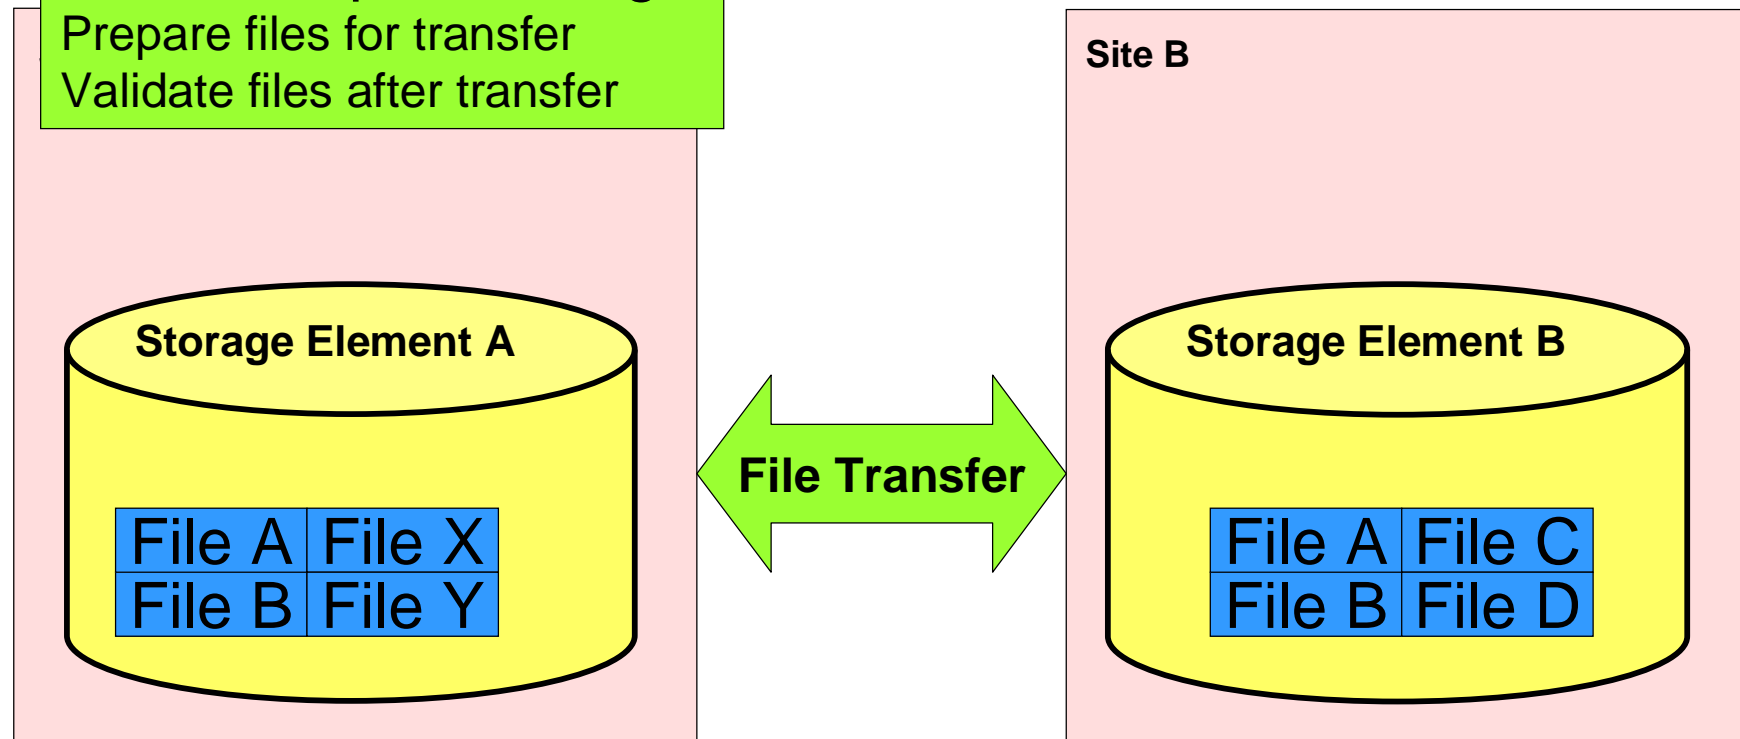 Prepare files for transfer
Validate files after transfer
Site B
Storage Element A
Storage Element B
File Transfer
File A File X
File B File Y
File A File C
File B File D